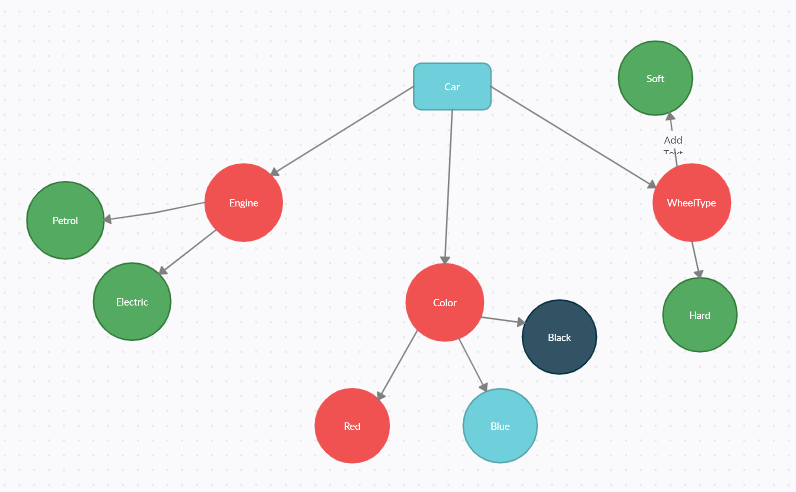 Car
Soft
Add
Engine
WheelType
Petrol
Electric
Color
Black
Hard
Red
Blue